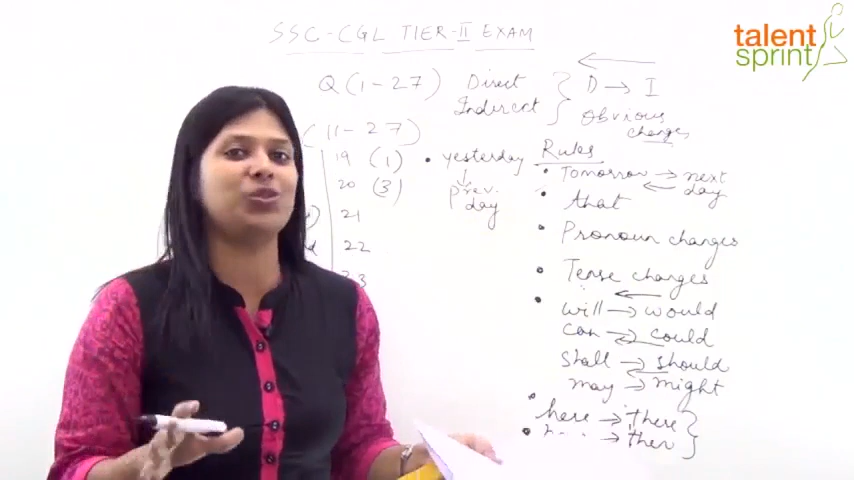 SSC-CGL TIER-II EXAM
talent
sprint
Q (1-27) Direct
Indirect
D → I
Obvious
changes
(11-27)
19 (1)
20 (3)
21
22
• yesterday
↓
prev.
day
Rules
• Tomorrow → next
day
• that
• Pronoun changes
• Tense changes
• will → would
can → could
shall → should
may → might
• here → there
• → then